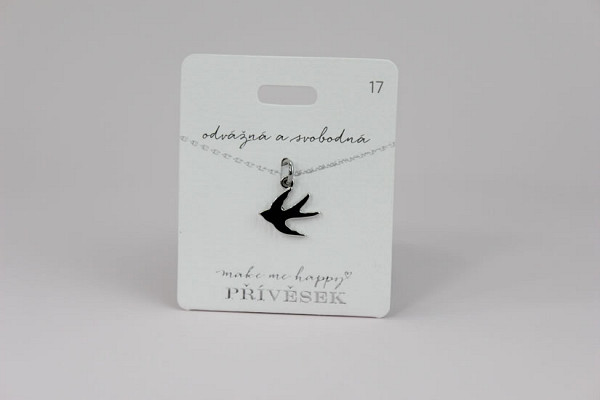 17
odvážná a svobodná
make me happy
PŘÍVĚSEK